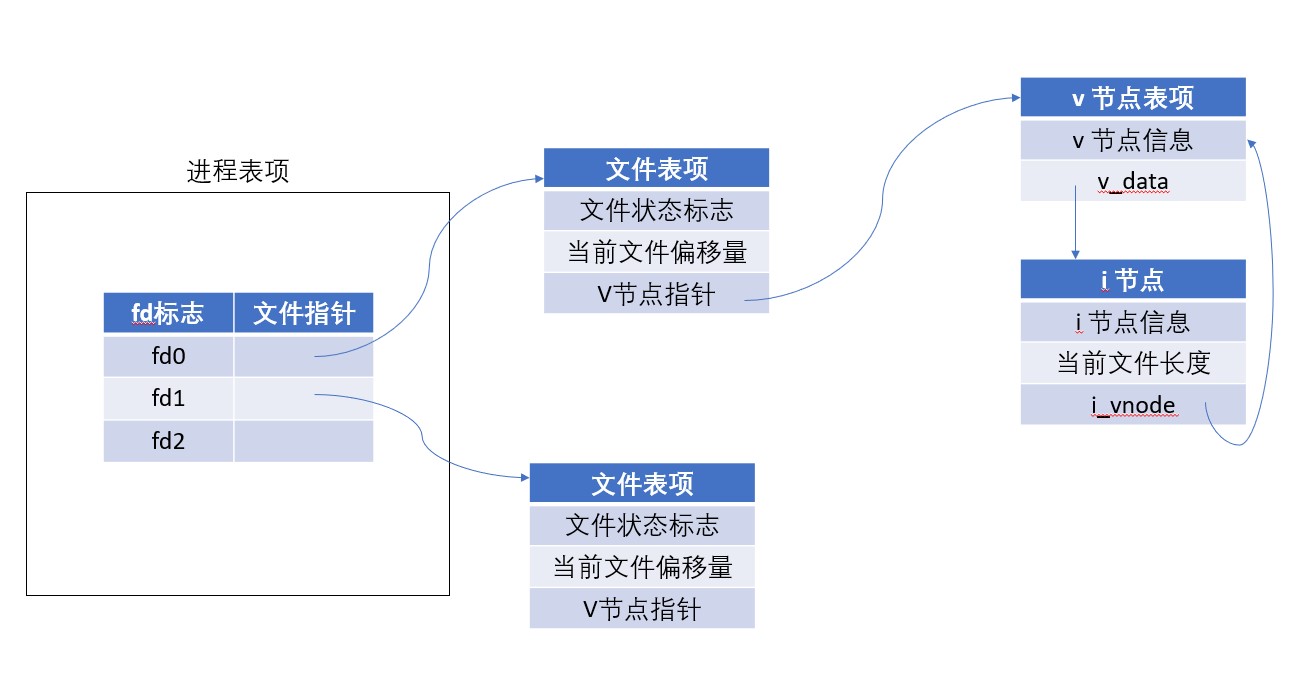 进程表项
fd标志 文件指针
fd0
fd1
fd2
文件表项
文件状态标志
当前文件偏移量
V节点指针
文件表项
文件状态标志
当前文件偏移量
V节点指针
v 节点表项
v 节点信息
v_data
i 节点
i 节点信息
当前文件长度
i_vnode